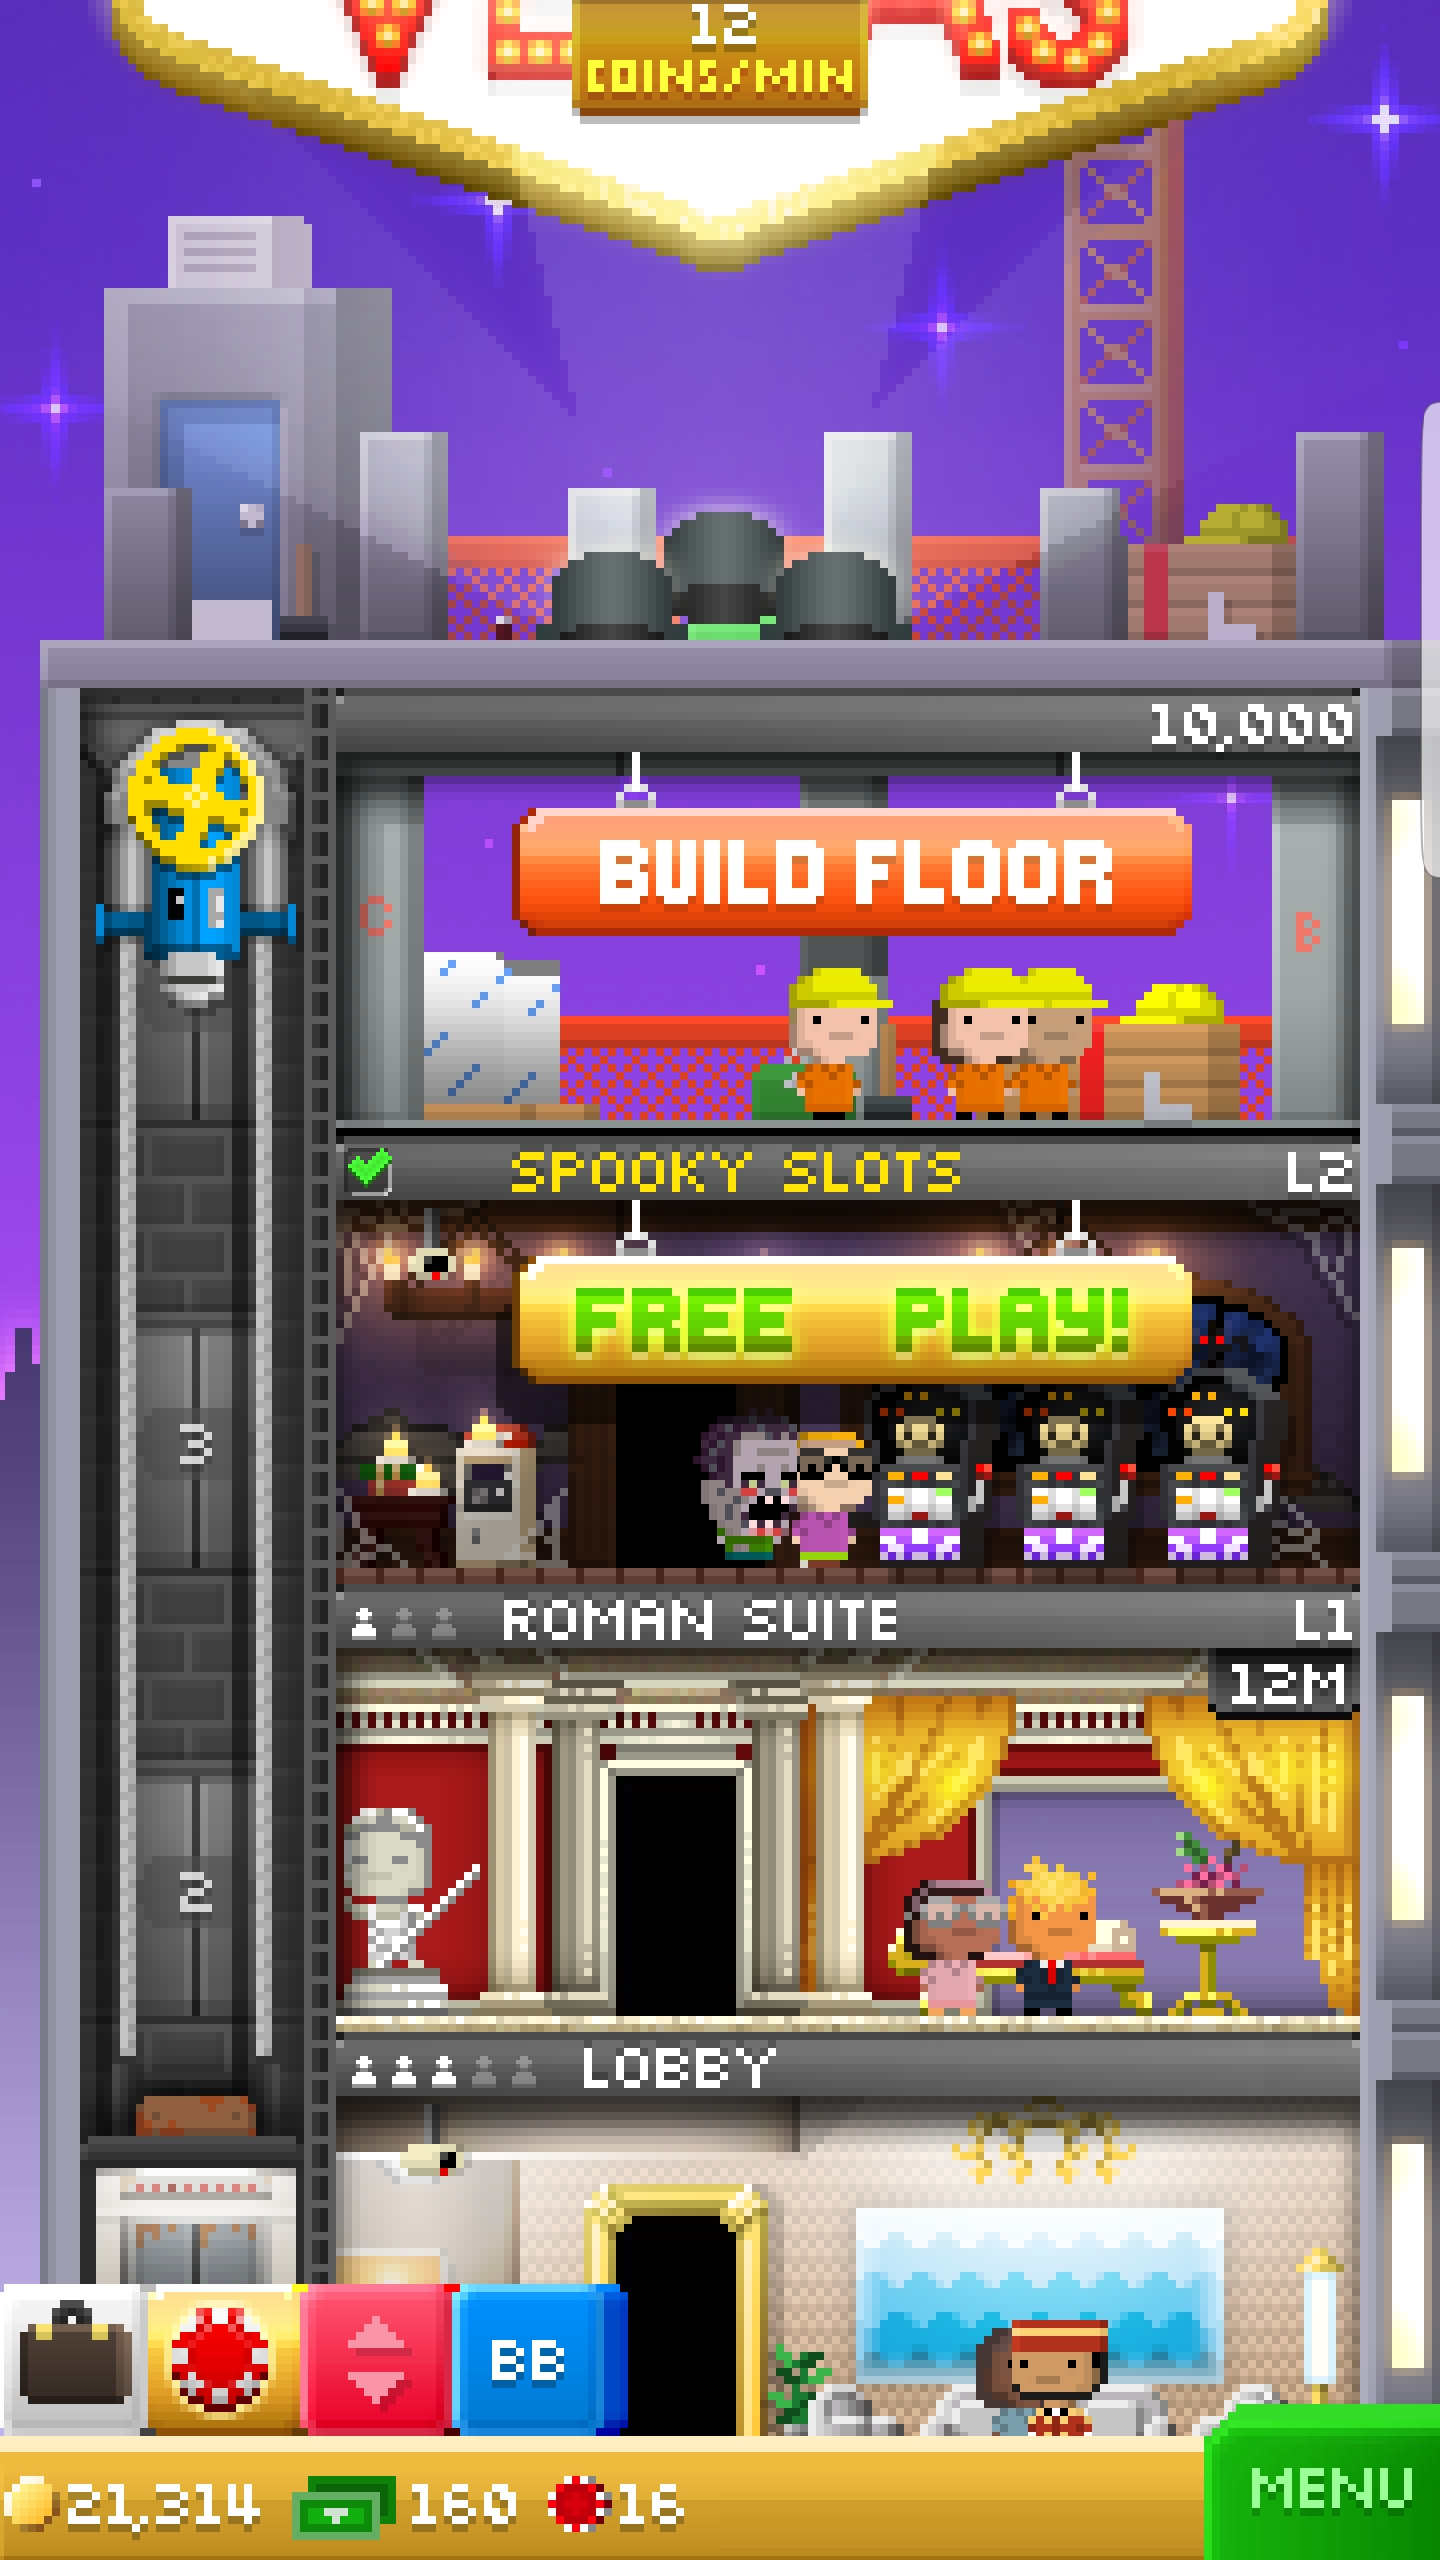 VEGAS
12
COINS/MIN
10,000
BUILD FLOOR
C
B
SPOOKY SLOTS
L2
FREE PLAY!
3
ROMAN SUITE
L1
12M
2
LOBBY
BB
21,314
160
16
MENU